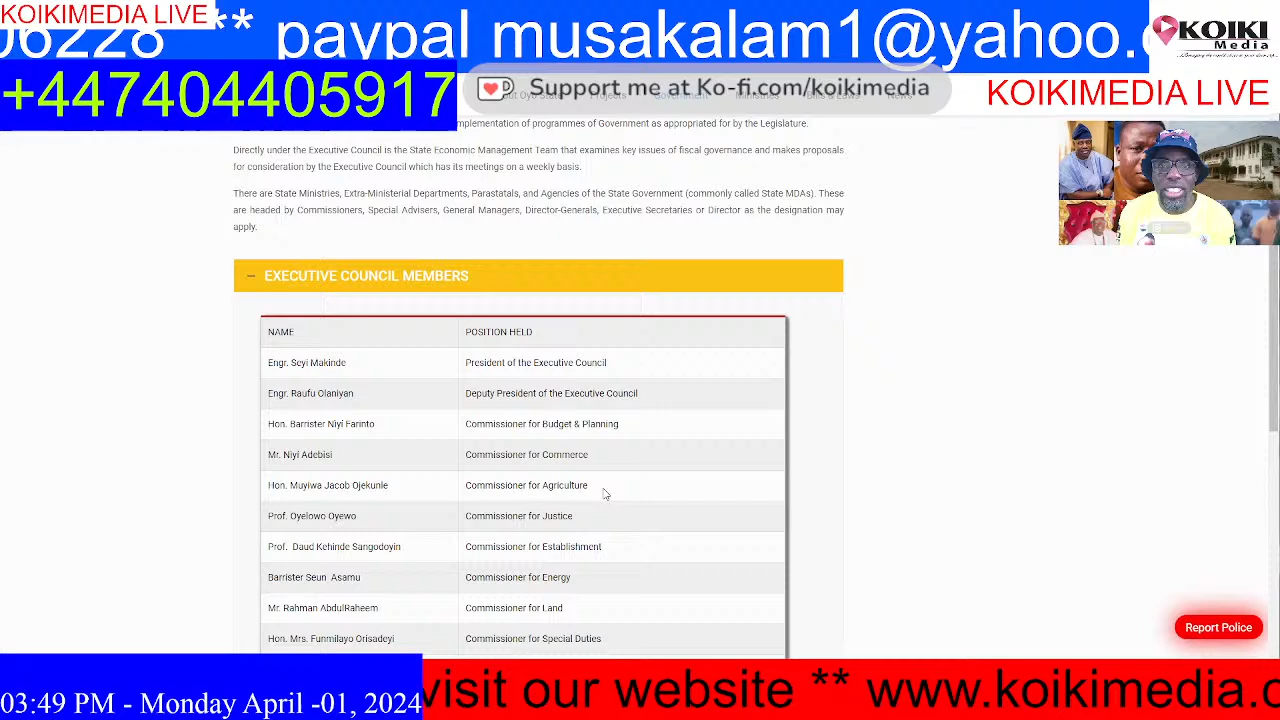 KOIKIMEDIA LIVE
06228 ** paypal musakalam1@yahoo.c
KOIKI
Media
+447404405917
Support me at Ko-fi.com/koikimedia
KOIKIMEDIA LIVE
Projects Government Ministries Bills & Laws News
implementation of programmes of Government as appropriated for by the Legislature.
Directly under the Executive Council is the State Economic Management Team that examines key issues of fiscal governance and makes proposals
for consideration by the Executive Council which has its meetings on a weekly basis.
There are State Ministries, Extra-Ministerial Departments, Parastatals, and Agencies of the State Government (commonly called State MDAs). These
are headed by Commissioners, Special Advisers, General Managers, Director-Generals, Executive Secretaries or Director as the designation may
apply.
− EXECUTIVE COUNCIL MEMBERS
NAME POSITION HELD
Engr. Seyi Makinde President of the Executive Council
Engr. Raufu Olaniyan Deputy President of the Executive Council
Hon. Barrister Niyi Farinto Commissioner for Budget & Planning
Mr. Niyi Adebisi Commissioner for Commerce
Hon. Muyiwa Jacob Ojekunle Commissioner for Agriculture
Prof. Oyelowo Oyewo Commissioner for Justice
Prof. Daud Kehinde Sangodoyin Commissioner for Establishment
Barrister Seun Asamu Commissioner for Energy
Mr. Rahman AbdulRaheem Commissioner for Land
Hon. Mrs. Funmilayo Orisadeyi Commissioner for Special Duties
Report Police
visit our website ** www.koikimedia.c
03:49 PM - Monday April -01, 2024